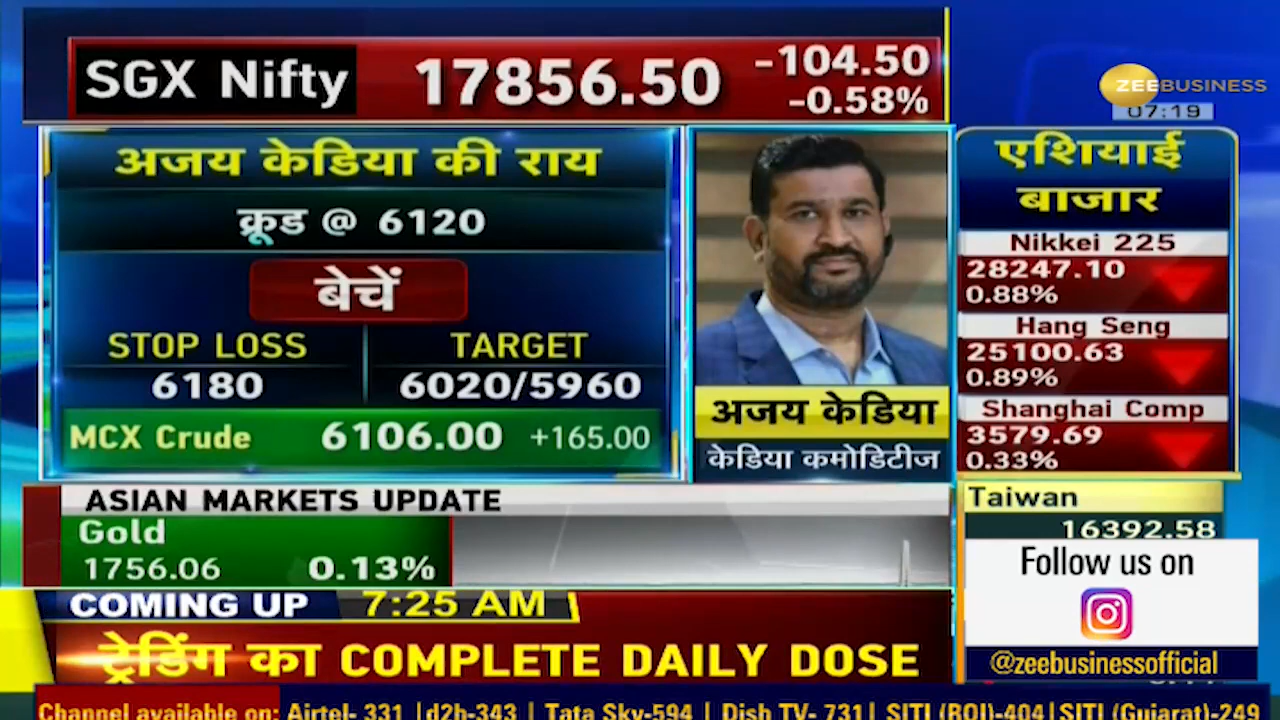 SGX Nifty 17856.50 -104.50
-0.58%
ZEEBUSINESS
07:19
अजय केडिया की राय
क्रूड @ 6120
बेचें
STOP LOSS TARGET
6180 6020/5960
MCX Crude 6106.00 +165.00
अजय केडिया
केडिया कमोडिटीज
एशियाई
बाजार
Nikkei 225
28247.10
0.88%
Hang Seng
25100.63
0.89%
Shanghai Comp
3579.69
0.33%
Taiwan
16392.58
ASIAN MARKETS UPDATE
Gold
1756.06 0.13%
Follow us on
@zeebusinessofficial
COMING UP 7:25 AM
ट्रेडिंग का COMPLETE DAILY DOSE
Channel available on: Airtel- 331 |d2h-343 | Tata Sky-594 | Dish TV- 731| SITI (ROI)-404|SITI (Gujarat)-249